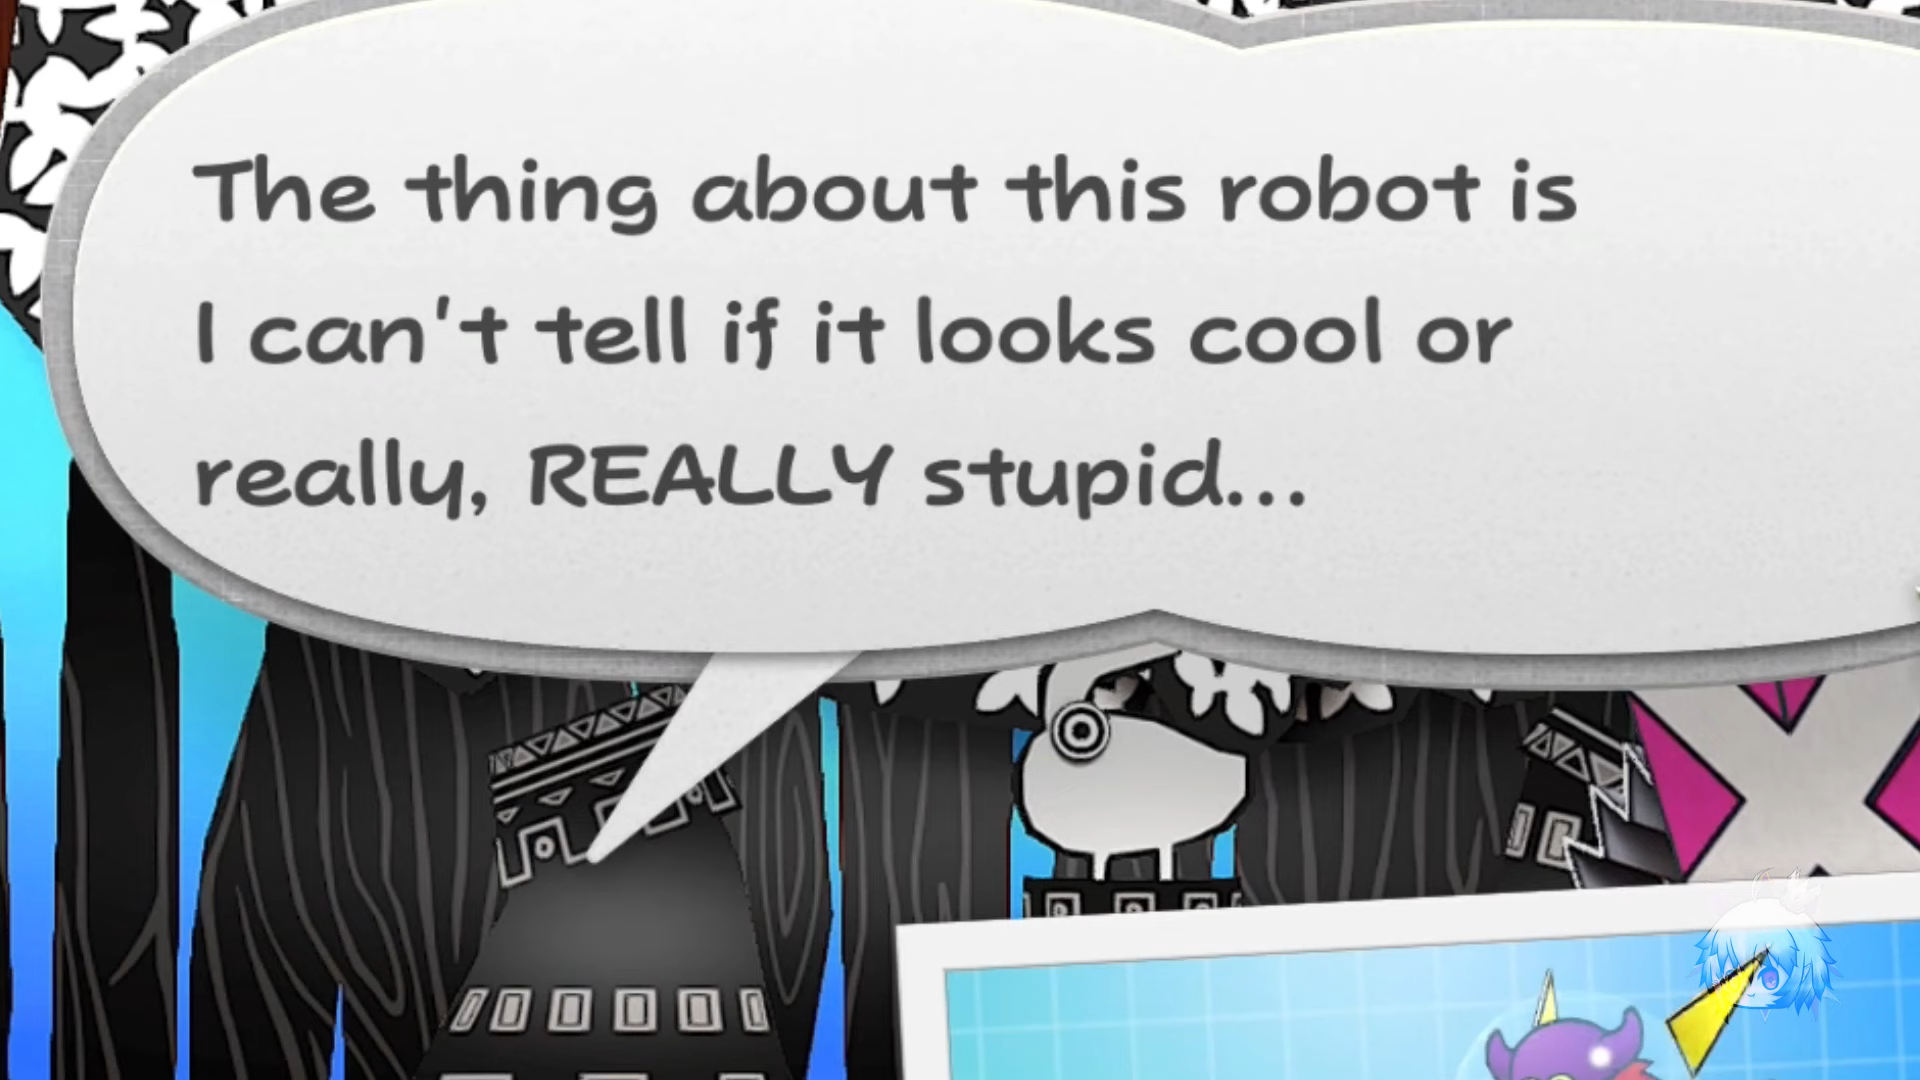 The thing about this robot is
I can't tell if it looks cool or
really, REALLY stupid...